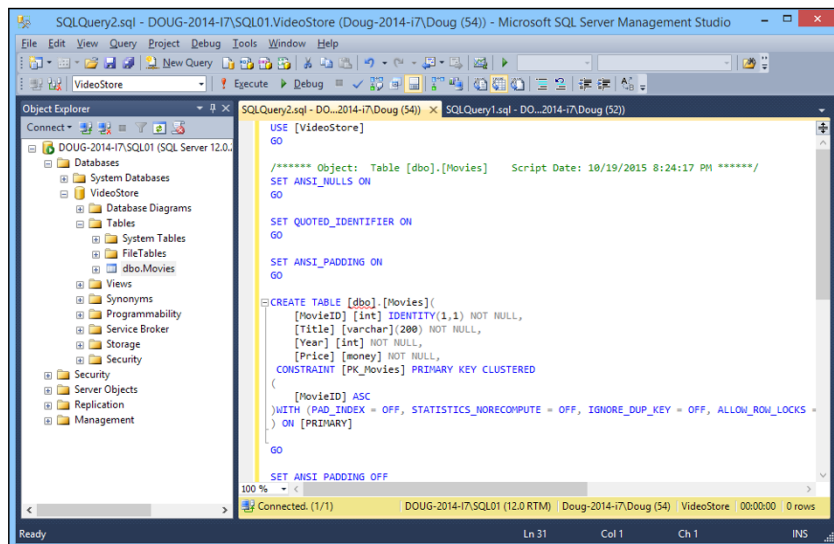 SQLQuery2.sql - DOUG-2014-I7\SQL01.VideoStore (Doug-2014-i7\Doug (54)) - Microsoft SQL Server Management Studio
File Edit View Query Project Debug Tools Window Help
New Query
VideoStore
Execute Debug
Object Explorer
SQLQuery2.sql - DO...2014-i7\Doug (54))
SQLQuery1.sql - DO...2014-i7\Doug (52))
Connect
DOUG-2014-I7\SQL01 (SQL Server 12.0.
Databases
System Databases
VideoStore
Database Diagrams
Tables
System Tables
FileTables
dbo.Movies
Views
Synonyms
Programmability
Service Broker
Storage
Security
Security
Server Objects
Replication
Management
USE [VideoStore]
GO
/****** Object:  Table [dbo].[Movies]    Script Date: 10/19/2015 8:24:17 PM ******/
SET ANSI_NULLS ON
GO
SET QUOTED_IDENTIFIER ON
GO
SET ANSI_PADDING ON
GO
CREATE TABLE [dbo].[Movies](
[MovieID] [int] IDENTITY(1,1) NOT NULL,
[Title] [varchar](200) NOT NULL,
[Year] [int] NOT NULL,
[Price] [money] NOT NULL,
CONSTRAINT [PK_Movies] PRIMARY KEY CLUSTERED
(
[MovieID] ASC
)WITH (PAD_INDEX = OFF, STATISTICS_NORECOMPUTE = OFF, IGNORE_DUP_KEY = OFF, ALLOW_ROW_LOCKS =
) ON [PRIMARY]
GO
SET ANSI PADDING OFF
100 %
Connected. (1/1)
DOUG-2014-I7\SQL01 (12.0 RTM)
Doug-2014-i7\Doug (54)
VideoStore
00:00:00
0 rows
Ready
Ln 31
Col 1
Ch 1
INS